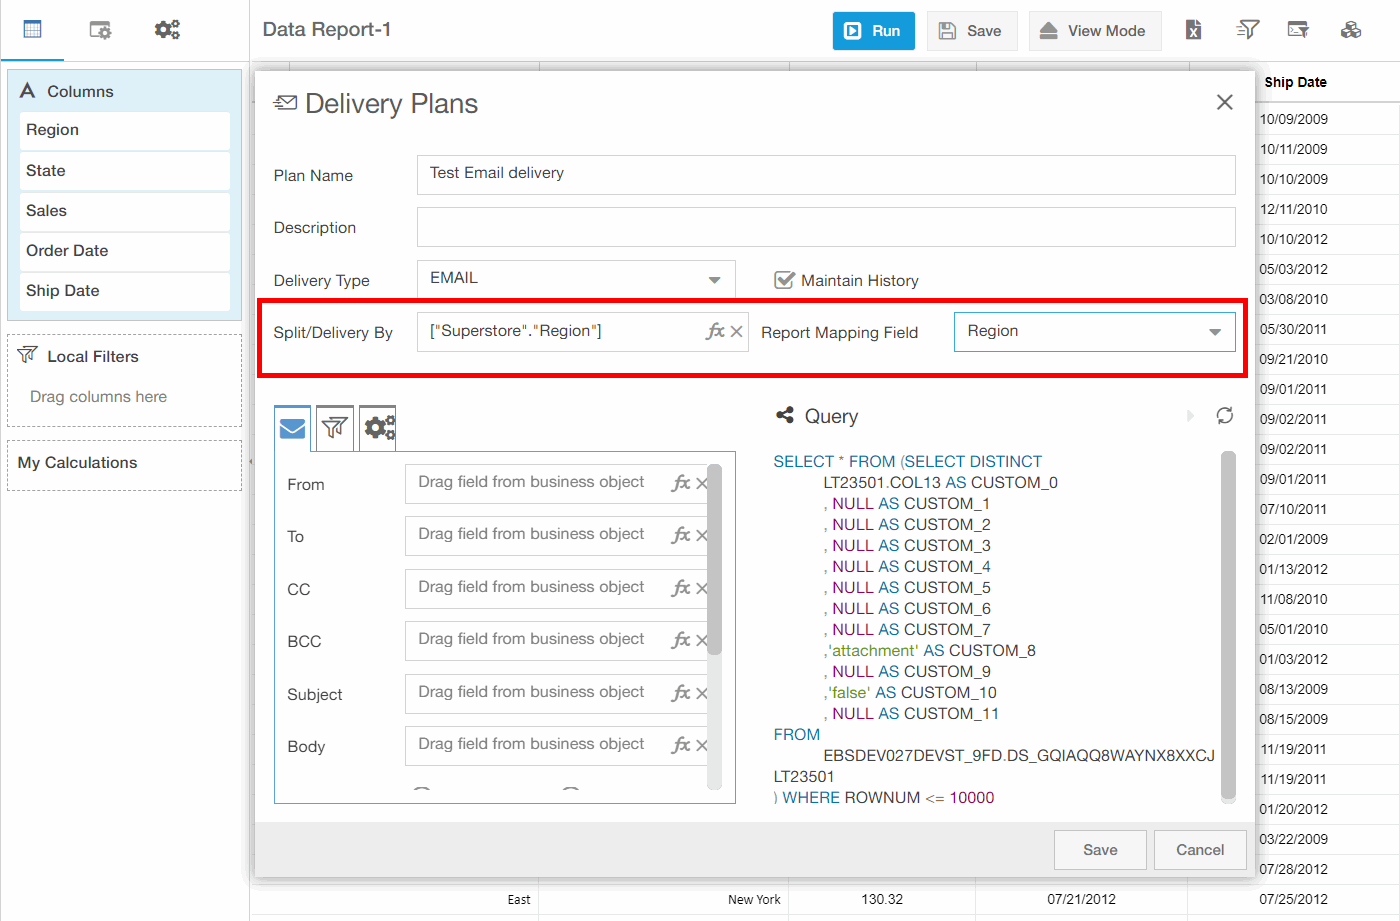 Data Report-1
Run
Save
View Mode
Columns
Region
State
Sales
Order Date
Ship Date
Local Filters
Drag columns here
My Calculations
Delivery Plans
Plan Name
Test Email delivery
Description
Delivery Type
EMAIL
Maintain History
Split/Delivery By
["Superstore"."Region"]
fx
Report Mapping Field
Region
From
Drag field from business object
fx
To
Drag field from business object
fx
CC
Drag field from business object
fx
BCC
Drag field from business object
fx
Subject
Drag field from business object
fx
Body
Drag field from business object
fx
Query
SELECT * FROM (SELECT DISTINCT
LT23501.COL13 AS CUSTOM_0
, NULL AS CUSTOM_1
, NULL AS CUSTOM_2
, NULL AS CUSTOM_3
, NULL AS CUSTOM_4
, NULL AS CUSTOM_5
, NULL AS CUSTOM_6
, NULL AS CUSTOM_7
,'attachment' AS CUSTOM_8
, NULL AS CUSTOM_9
,'false' AS CUSTOM_10
, NULL AS CUSTOM_11
FROM
EBSDEV027DEVST_9FD.DS_GQIAQQ8WAYNX8XXCJ
LT23501
) WHERE ROWNUM <= 10000
Save
Cancel
Ship Date
10/09/2009
10/11/2009
10/10/2009
12/11/2010
10/10/2012
05/03/2012
03/08/2010
05/30/2011
09/21/2010
09/01/2011
09/02/2011
09/02/2011
09/01/2011
07/10/2011
02/01/2009
01/13/2012
11/08/2010
05/01/2010
01/03/2012
08/13/2009
08/15/2009
11/19/2011
11/19/2011
01/20/2012
03/22/2009
07/28/2012
East
New York
130.32
07/21/2012
07/25/2012